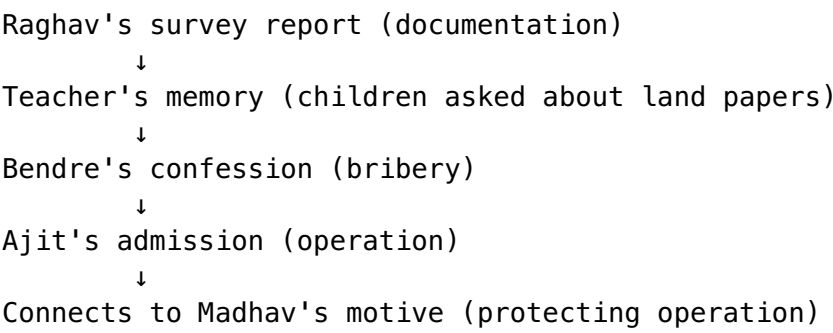 Raghav's survey report (documentation)
↓
Teacher's memory (children asked about land papers)
↓
Bendre's confession (bribery)
↓
Ajit's admission (operation)
↓
Connects to Madhav's motive (protecting operation)